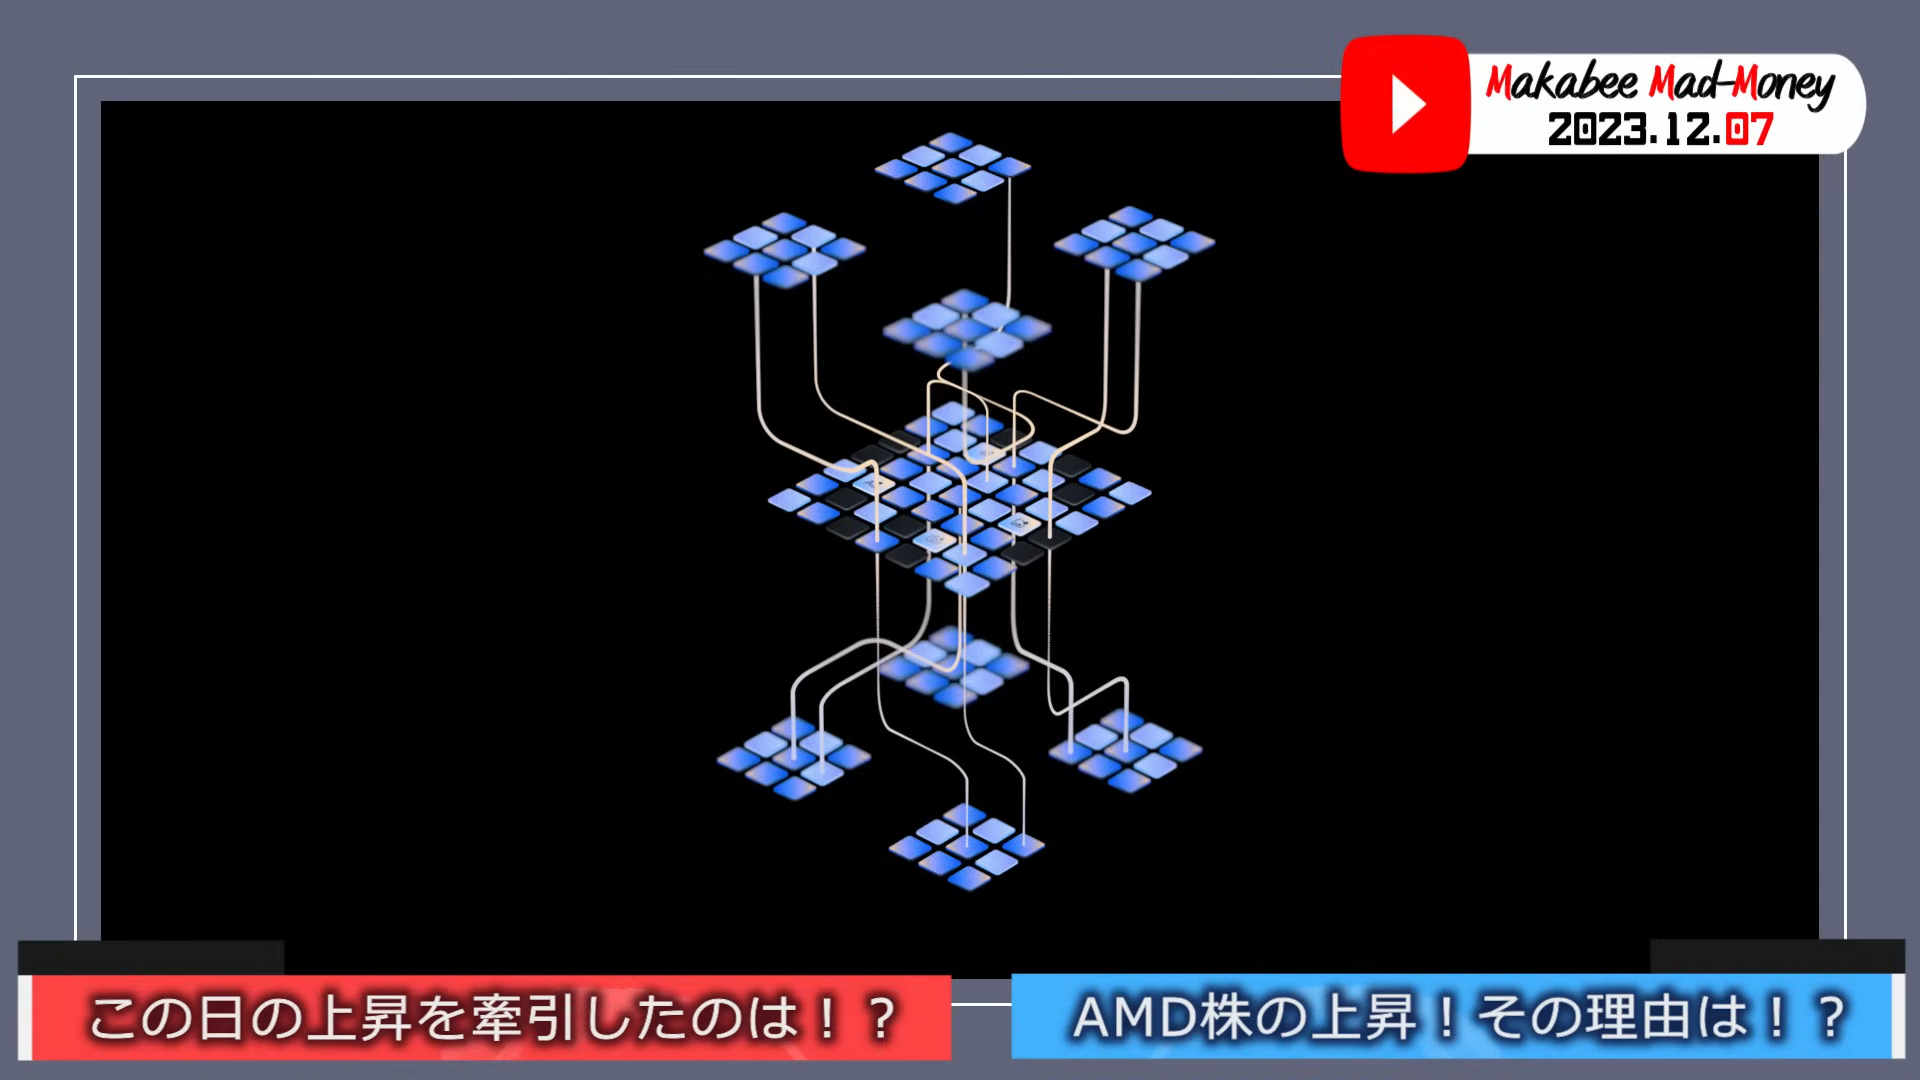 Makabee Mad-Money
2023.12.07
この日の上昇を牽引したのは！？
AMD株の上昇！その理由は！？